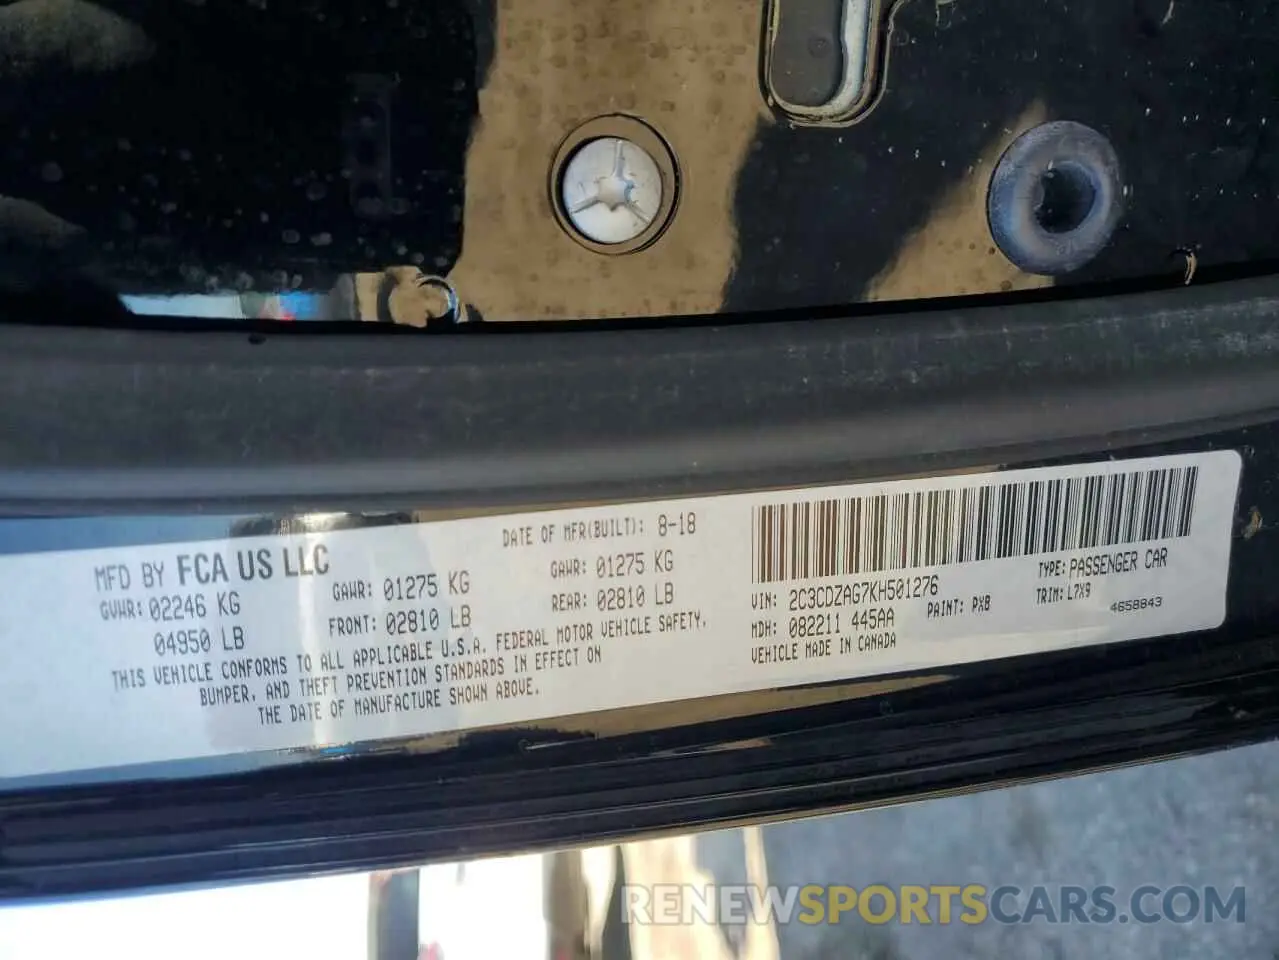 MFD BY FCA US LLC
DATE OF MFR(BUILT): 8-18
GVWR: 02246 KG
04950 LB
GAWR: 01275 KG
FRONT: 02810 LB
GAWR: 01275 KG
REAR: 02810 LB
THIS VEHICLE CONFORMS TO ALL APPLICABLE U.S.A. FEDERAL MOTOR VEHICLE SAFETY,
BUMPER, AND THEFT PREVENTION STANDARDS IN EFFECT ON
THE DATE OF MANUFACTURE SHOWN ABOVE.
VIN: 2C3CDZAG7KH501276
TYPE: PASSENGER CAR
MDH: 082211 445AA
PAINT: PX8
TRIM: L7X9
VEHICLE MADE IN CANADA
4658843
RENEWSPORTSCARS.COM.UA